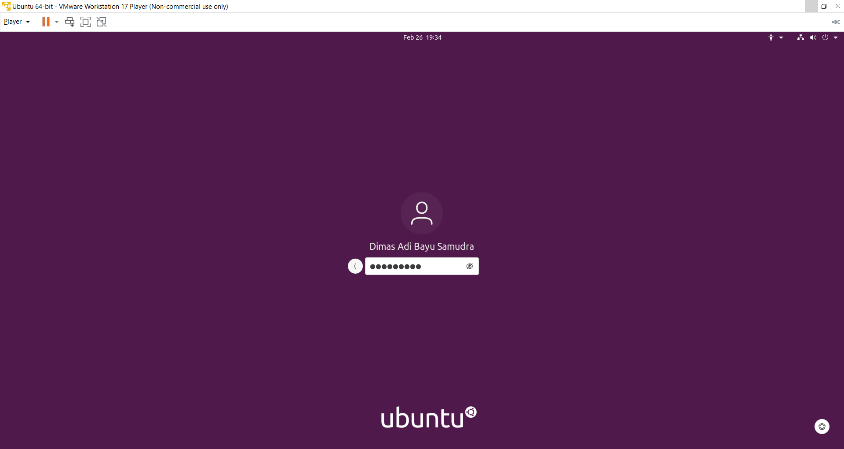 Ubuntu 64-bit - VMware Workstation 17 Player (Non-commercial use only)
Player
Feb 26 19:34
Dimas Adi Bayu Samudra
ubuntu